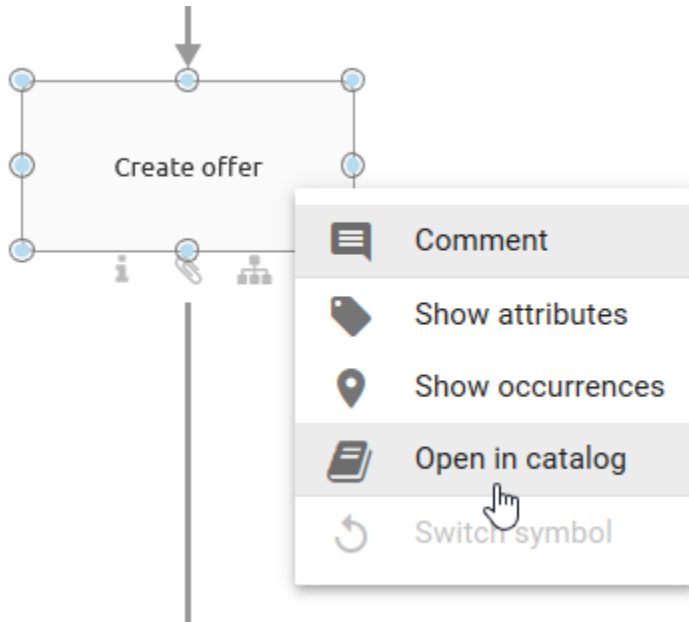 Create offer
Comment
Show attributes
Show occurrences
Open in catalog
Switch symbol